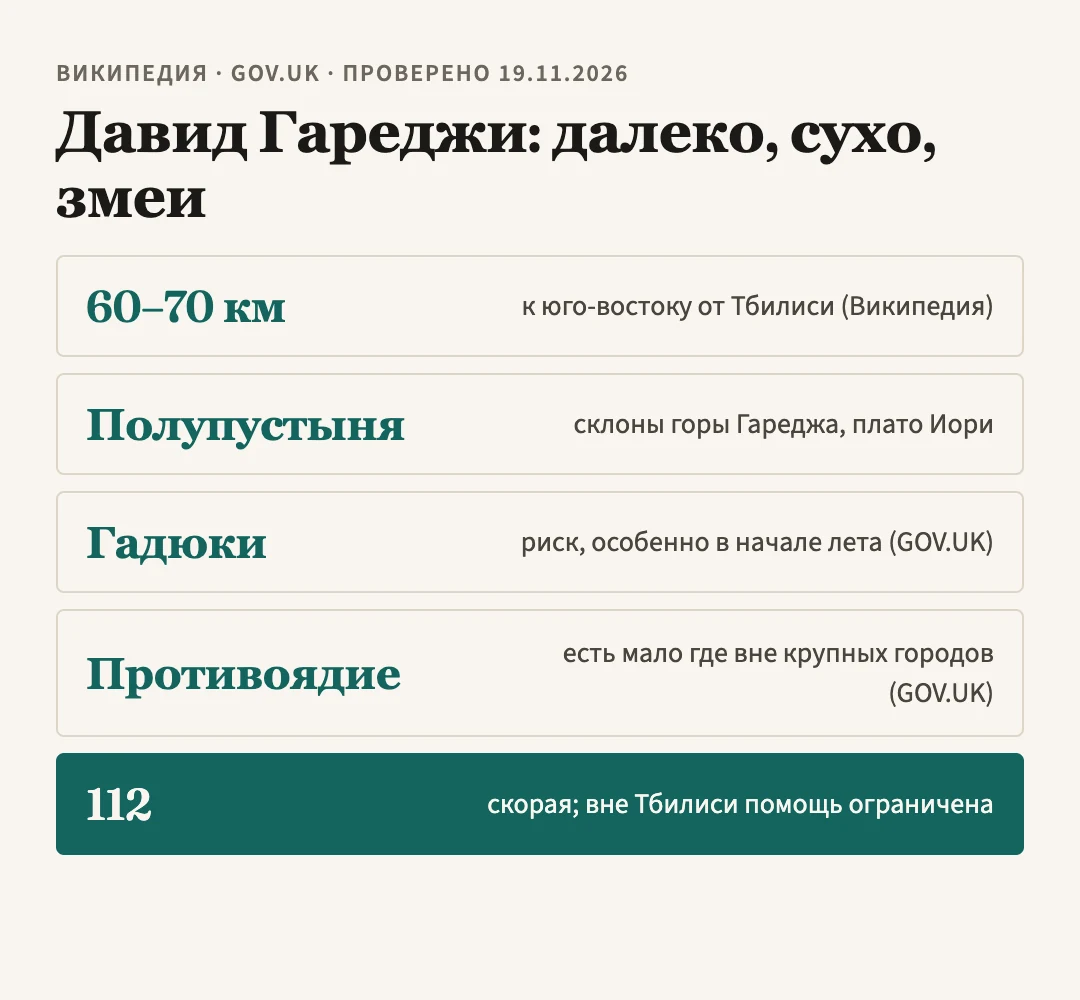 ВИКИПЕДИЯ · GOV.UK · ПРОВЕРЕНО 19.11.2026
Давид Гареджи: далеко, сухо,
змеи
60–70 км
к юго-востоку от Тбилиси (Википедия)
Полупустыня
склоны горы Гареджа, плато Иори
Гадюки
риск, особенно в начале лета (GOV.UK)
Противоядие
есть мало где вне крупных городов
(GOV.UK)
112
скорая; вне Тбилиси помощь ограничена